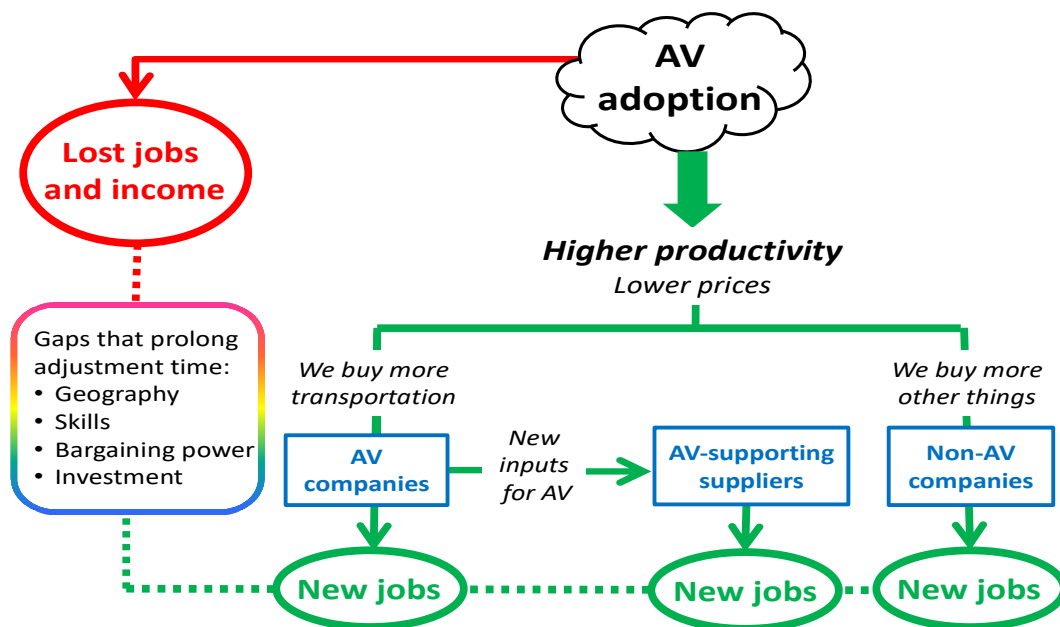 AV
adoption
Lost jobs
and income
Higher productivity
Lower prices
Gaps that prolong
adjustment time:
• Geography
• Skills
• Bargaining power
• Investment
We buy more
transportation
We buy more
other things
AV
companies
New
inputs
for AV
AV-supporting
suppliers
Non-AV
companies
New jobs
New jobs
New jobs